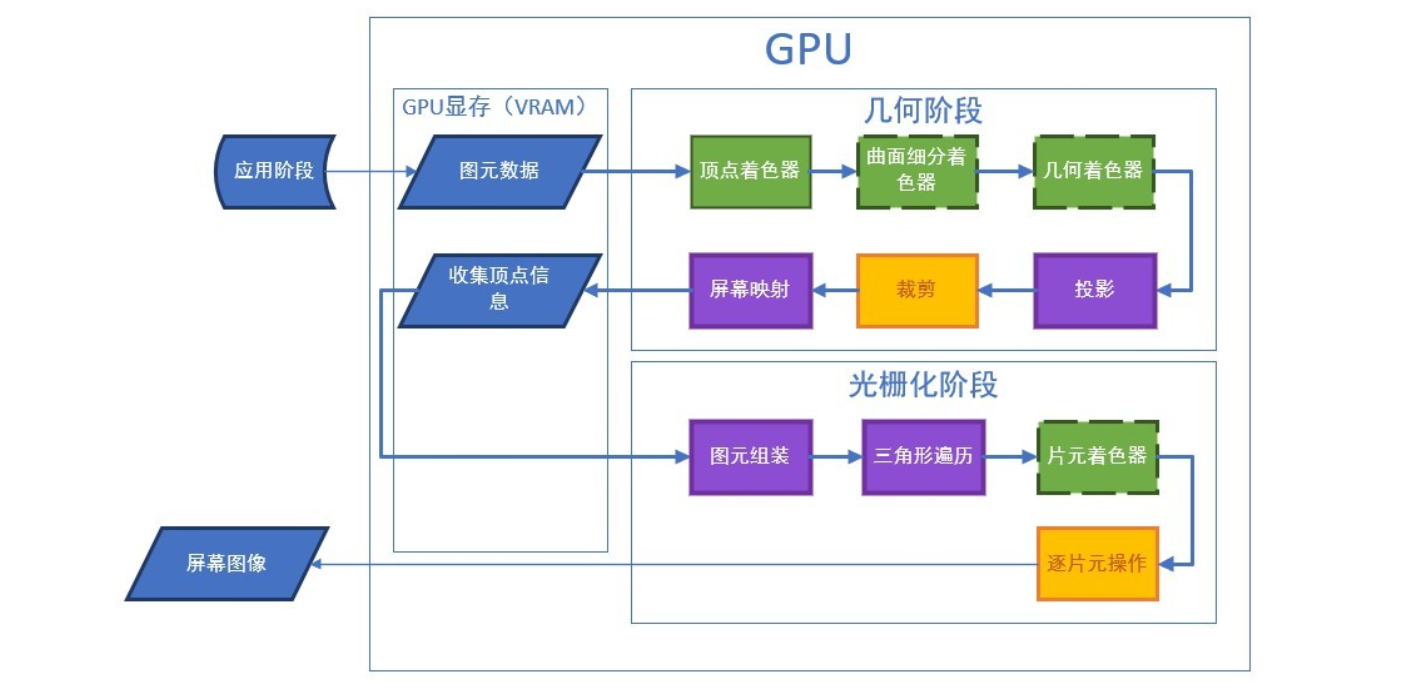 GPU
GPU显存（VRAM）
几何阶段
应用阶段
图元数据
顶点着色器
曲面细分着
色器
几何着色器
收集顶点信
息
屏幕映射
裁剪
投影
光栅化阶段
图元组装
三角形遍历
片元着色器
屏幕图像
逐片元操作